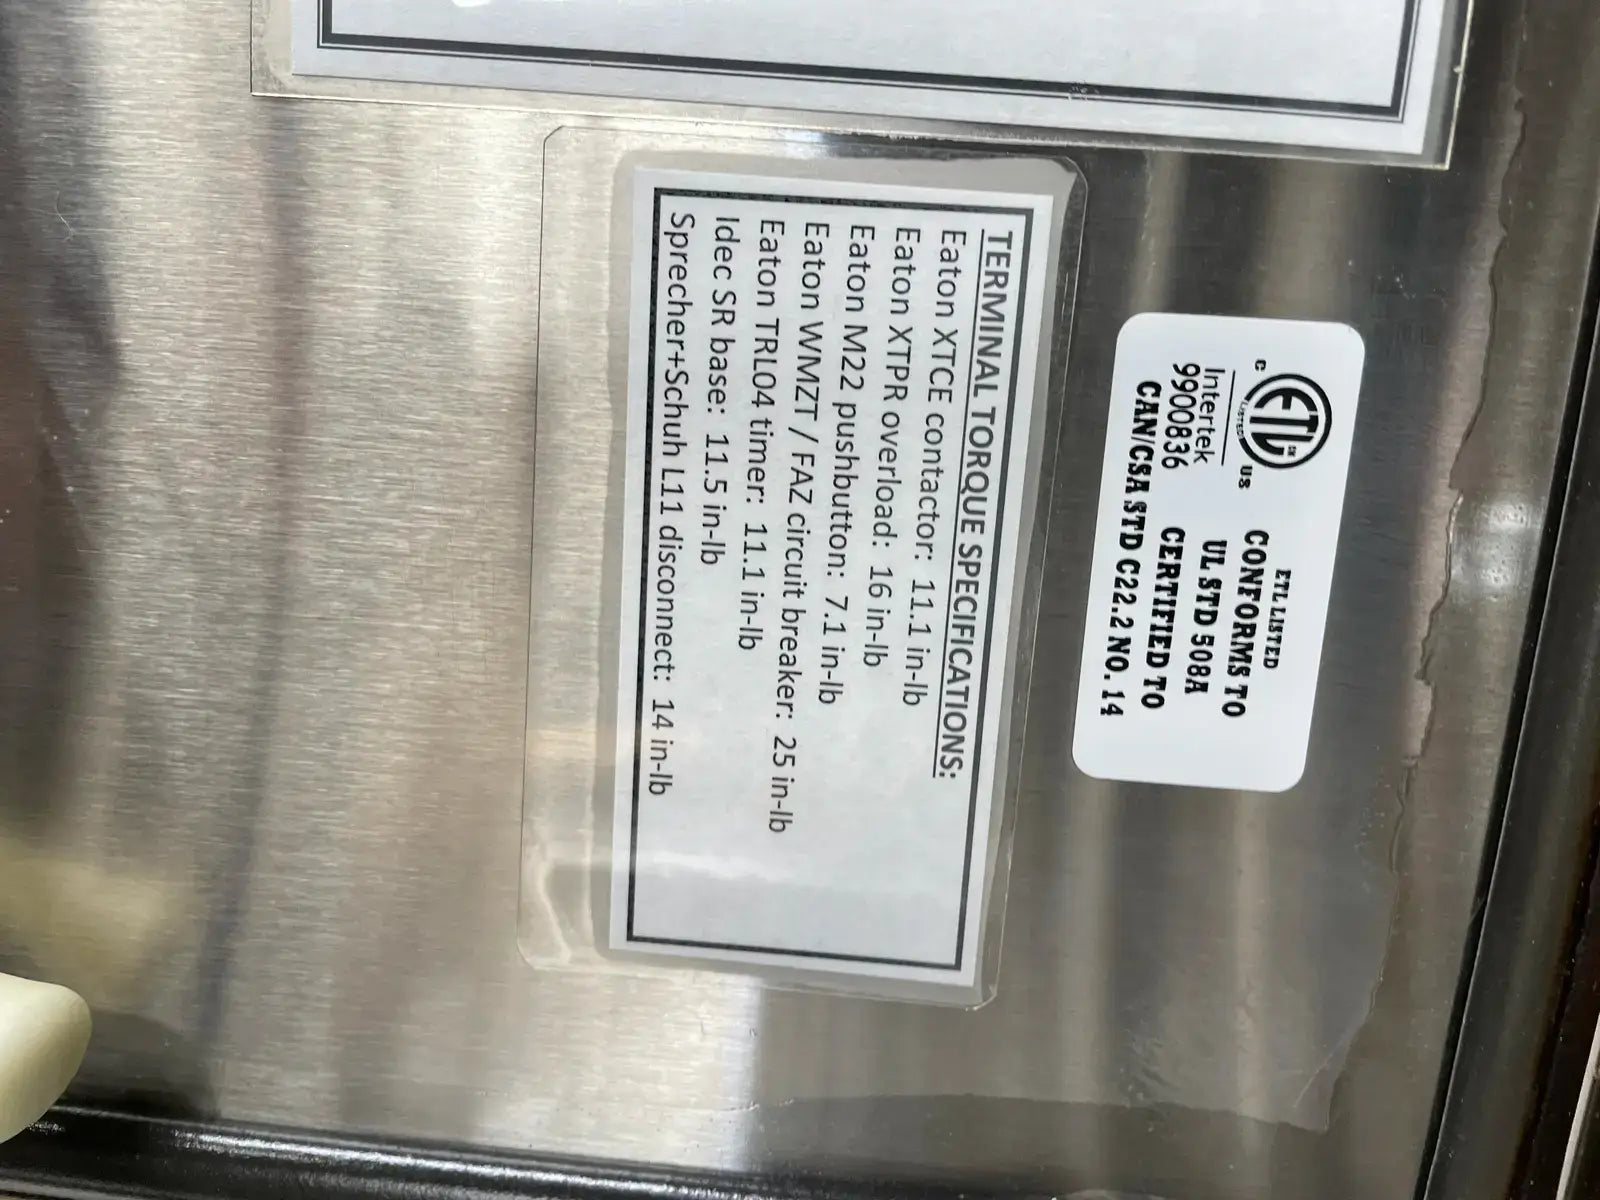 TERMINAL TORQUE SPECIFICATIONS:
Eaton XTCE contactor: 11.1 in-lb
Eaton XTPR overload: 16 in-lb
Eaton M22 pushbutton: 7.1 in-lb
Eaton WMZT / FAZ circuit breaker: 25 in-lb
Eaton TRL04 timer: 11.1 in-lb
Idec SR base: 11.5 in-lb
Sprecher+Schuh L11 disconnect: 14 in-lb
ETL CM
LISTED
C US
Intertek
9900836
ETL LISTED
CONFORMS TO
UL STD 508A
CERTIFIED TO
CAN/CSA STD C22.2 NO. 14